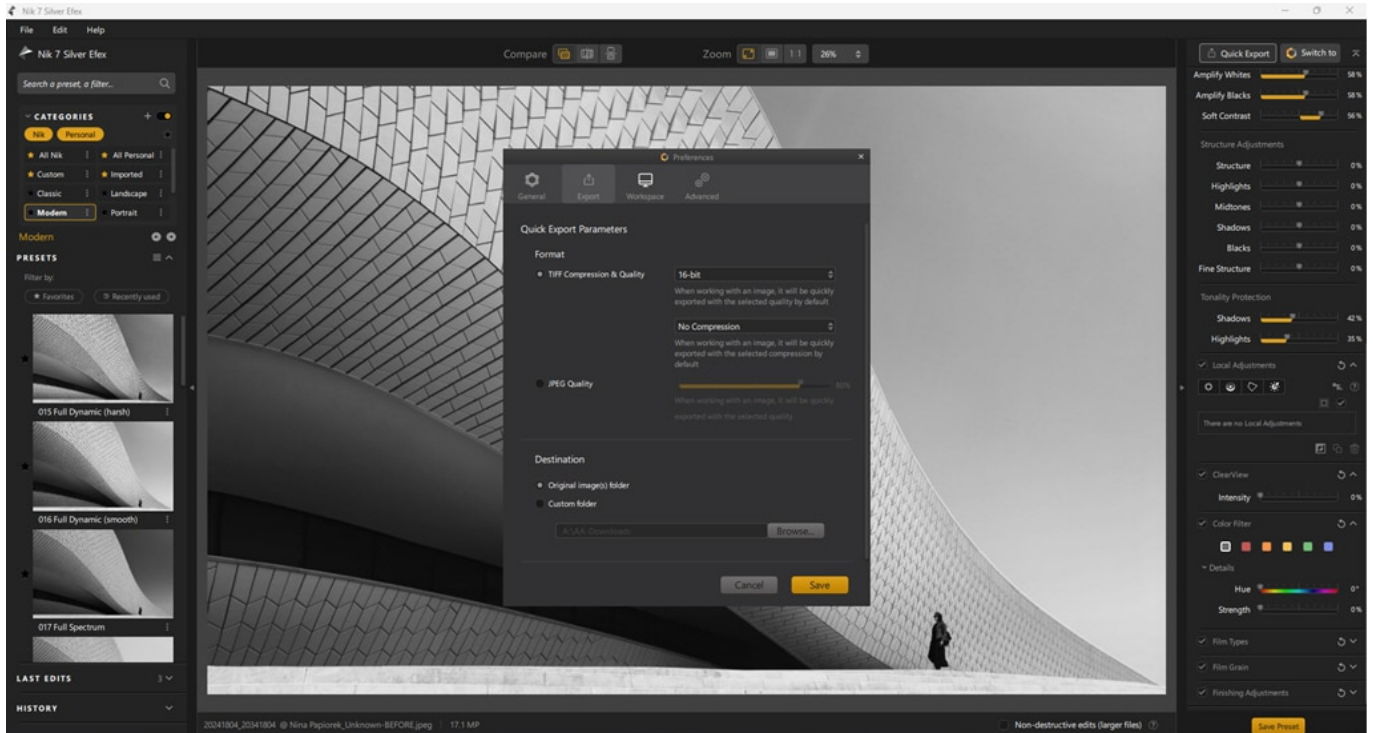 Nik 7 Silver Efex
File Edit Help
Nik 7 Silver Efex
Compare
Zoom 1:1 26%
Quick Export Switch to
Search a preset, a filter...
CATEGORIES
Nik Personal
All Nik All Personal
Custom Imported
Classic Landscape
Modern Portrait
Modern
PRESETS
Filter by:
Favorites Recently used
015 Full Dynamic (harsh)
016 Full Dynamic (smooth)
017 Full Spectrum
LAST EDITS 3
HISTORY
Preferences
General Export Workspace Advanced
Quick Export Parameters
Format
TIFF Compression & Quality 16-bit
When working with an image, it will be quickly
exported with the selected quality by default
No Compression
When working with an image, it will be quickly
exported with the selected compression by
default
JPEG Quality 80%
When working with an image, it will be quickly
exported with the selected quality
Destination
Original image(s) folder
Custom folder
A:\AA-Downloads Browse...
Cancel Save
Amplify Whites 58%
Amplify Blacks 58%
Soft Contrast 56%
Structure Adjustments
Structure 0%
Highlights 0%
Midtones 0%
Shadows 0%
Blacks 0%
Fine Structure 0%
Tonality Protection
Shadows 42%
Highlights 35%
Local Adjustments
There are no Local Adjustments
ClearView
Intensity 0%
Color Filter
Details
Hue 0°
Strength 0%
Film Types
Film Grain
Finishing Adjustments
Save Preset
20241804_20341804 @ Nina Papiorek_Unknown-BEFORE.jpeg 17.1 MP
Non-destructive edits (larger files)